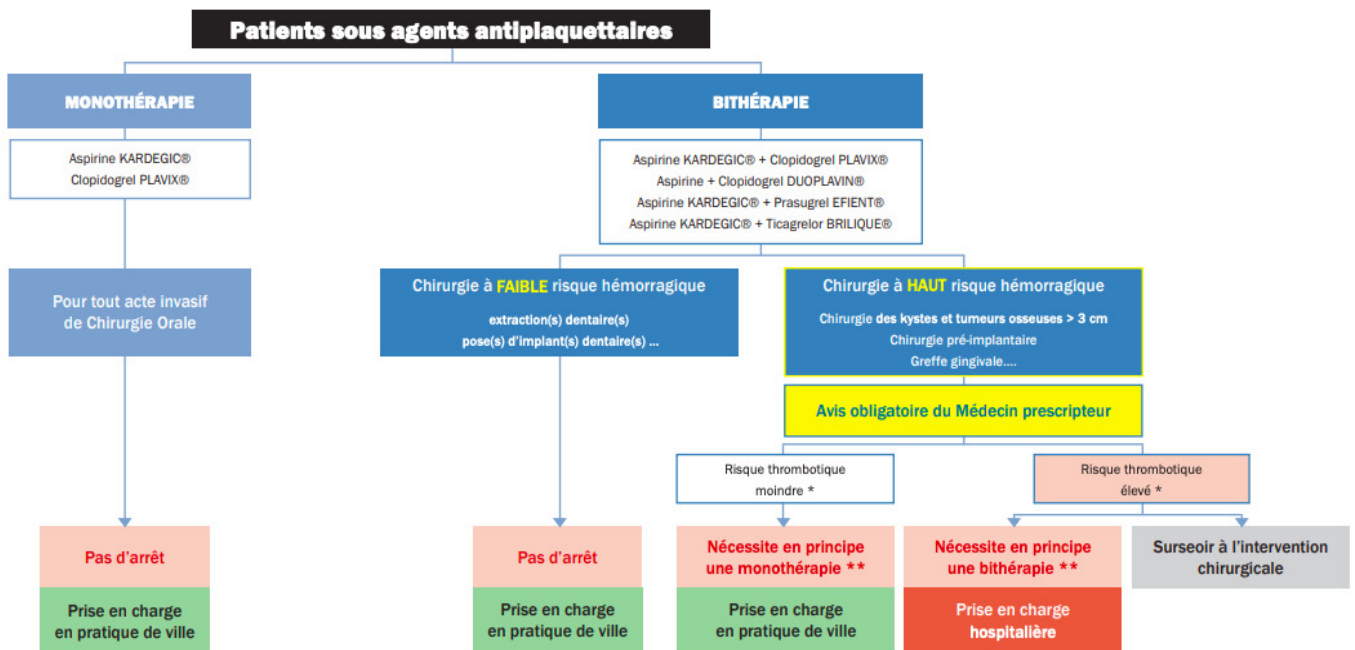 Patients sous agents antiplaquettaires
MONOTHÉRAPIE
Aspirine KARDEGIC®
Clopidogrel PLAVIX®
Pour tout acte invasif
de Chirurgie Orale
Pas d'arrêt
Prise en charge
en pratique de ville
BITHÉRAPIE
Aspirine KARDEGIC® + Clopidogrel PLAVIX®
Aspirine + Clopidogrel DUOPLAVIN®
Aspirine KARDEGIC® + Prasugrel EFIENT®
Aspirine KARDEGIC® + Ticagrelor BRILIQUE®
Chirurgie à FAIBLE risque hémorragique
extraction(s) dentaire(s)
pose(s) d'implant(s) dentaire(s) ...
Pas d'arrêt
Prise en charge
en pratique de ville
Chirurgie à HAUT risque hémorragique
Chirurgie des kystes et tumeurs osseuses > 3 cm
Chirurgie pré-implantaire
Greffe gingivale....
Avis obligatoire du Médecin prescripteur
Risque thrombotique
moindre *
Nécessite en principe
une monothérapie **
Prise en charge
en pratique de ville
Risque thrombotique
élevé *
Nécessite en principe
une bithérapie **
Prise en charge
hospitalière
Surseoir à l'intervention
chirurgicale